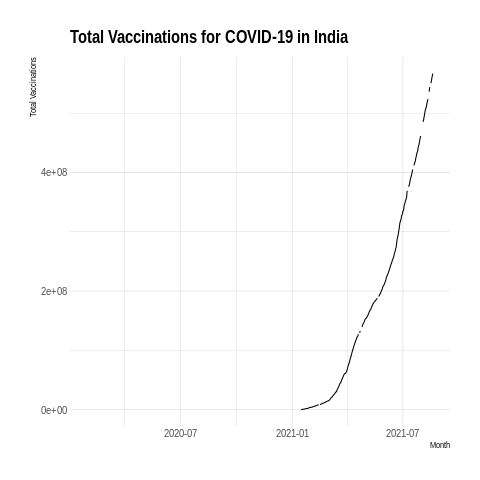 Total Vaccinations for COVID-19 in India
Total Vaccinations
4e+08
2e+08
0e+00
2020-07 2021-01 2021-07
Month